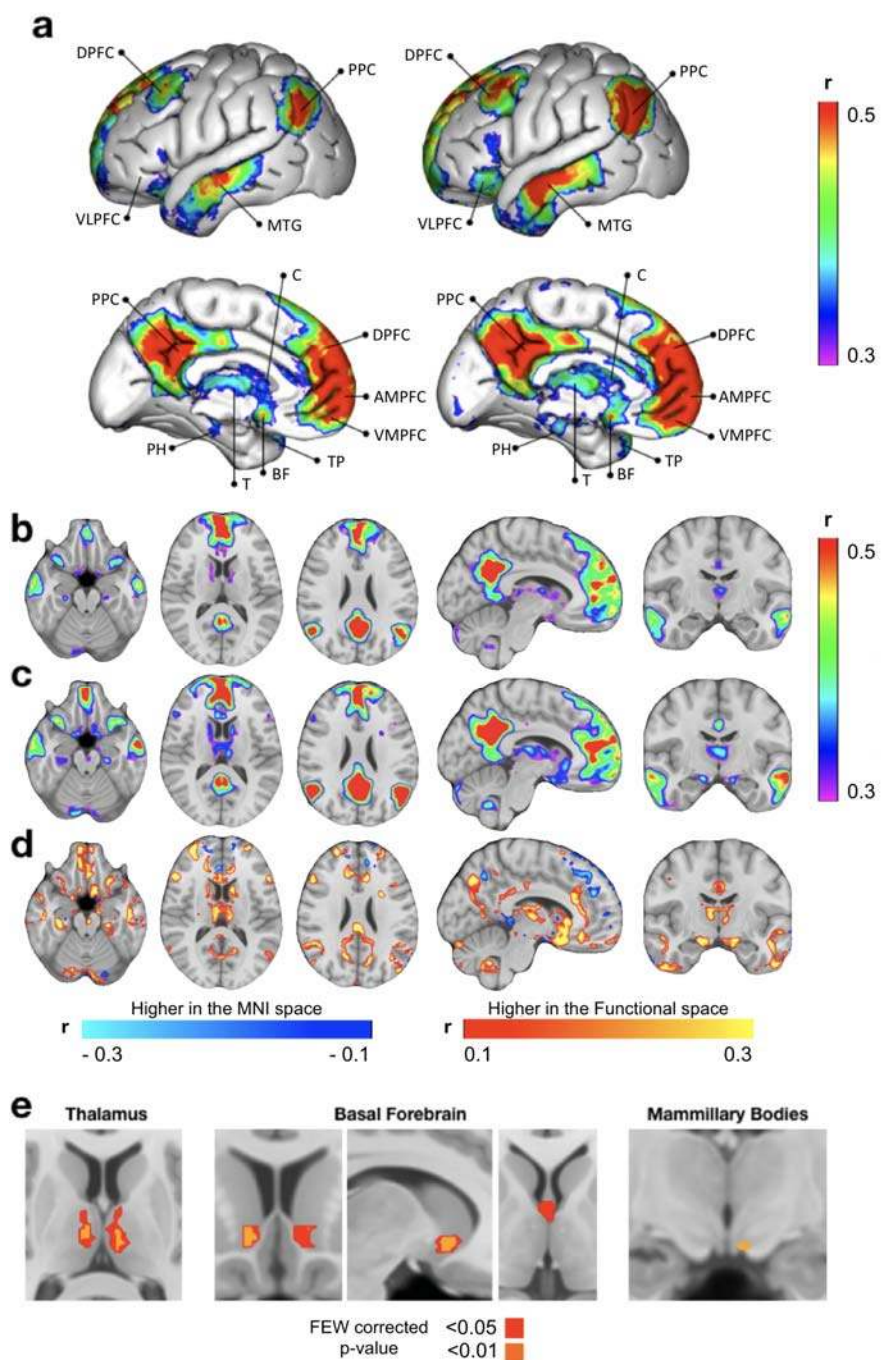 a
DPFC
PPC
VLPFC
MTG
DPFC
PPC
VLPFC
MTG
r
0.5
0.3
C
PPC
DPFC
AMPFC
VMPFC
PH
T
BF
TP
C
PPC
DPFC
AMPFC
VMPFC
PH
T
BF
TP
b
c
r
0.5
0.3
d
Higher in the MNI space
r
- 0.3
- 0.1
Higher in the Functional space
r
0.1
0.3
e
Thalamus
Basal Forebrain
Mammillary Bodies
FEW corrected
p-value
<0.05
<0.01